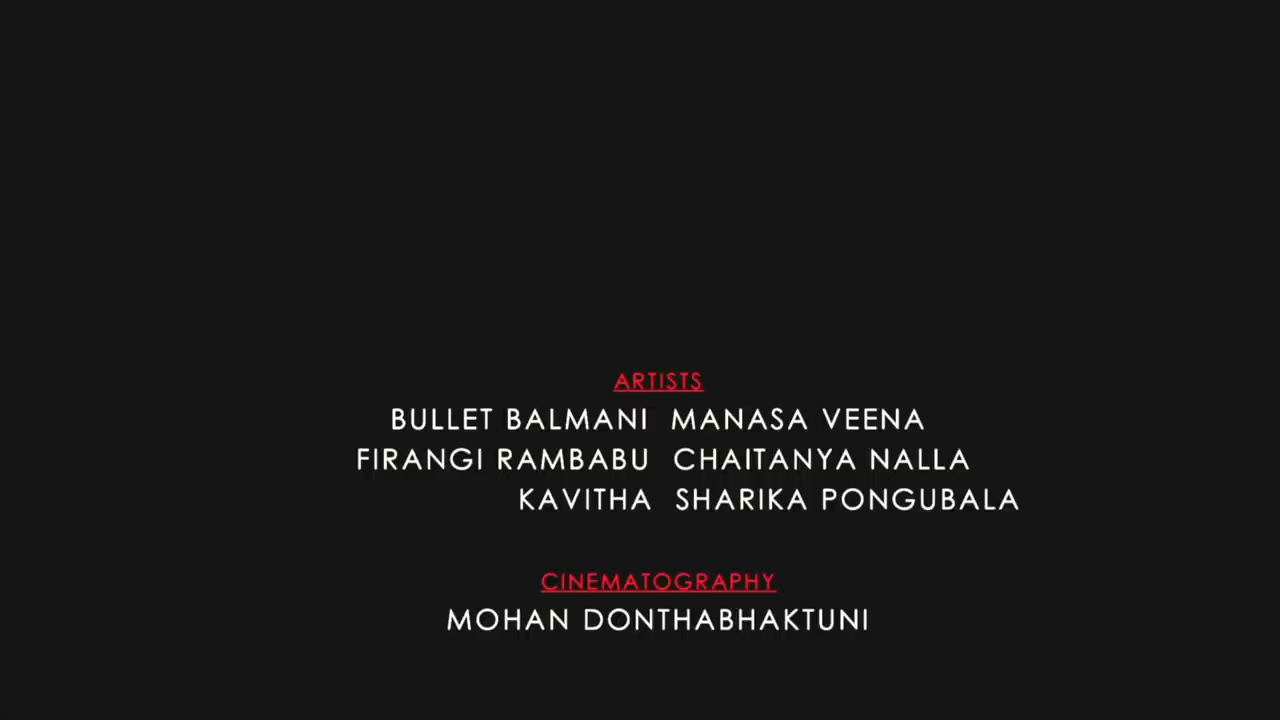 ARTISTS
BULLET BALMANI MANASA VEENA
FIRANGI RAMBABU CHAITANYA NALLA
KAVITHA SHARIKA PONGUBALA
CINEMATOGRAPHY
MOHAN DONTHABHAKTUNI